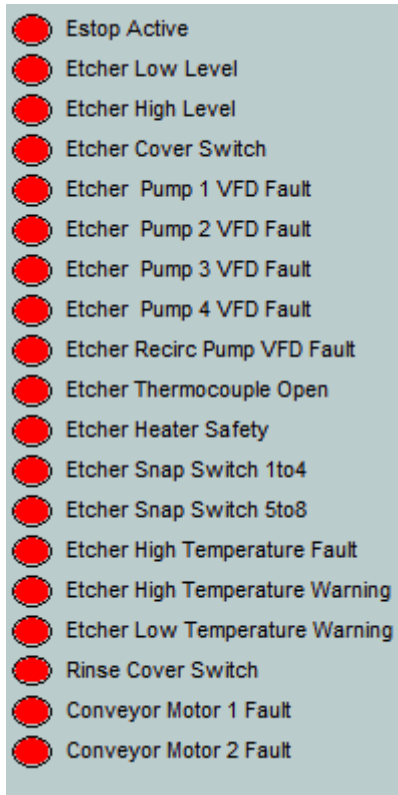 Estop Active
Etcher Low Level
Etcher High Level
Etcher Cover Switch
Etcher Pump 1 VFD Fault
Etcher Pump 2 VFD Fault
Etcher Pump 3 VFD Fault
Etcher Pump 4 VFD Fault
Etcher Recirc Pump VFD Fault
Etcher Thermocouple Open
Etcher Heater Safety
Etcher Snap Switch 1to4
Etcher Snap Switch 5to8
Etcher High Temperature Fault
Etcher High Temperature Warning
Etcher Low Temperature Warning
Rinse Cover Switch
Conveyor Motor 1 Fault
Conveyor Motor 2 Fault